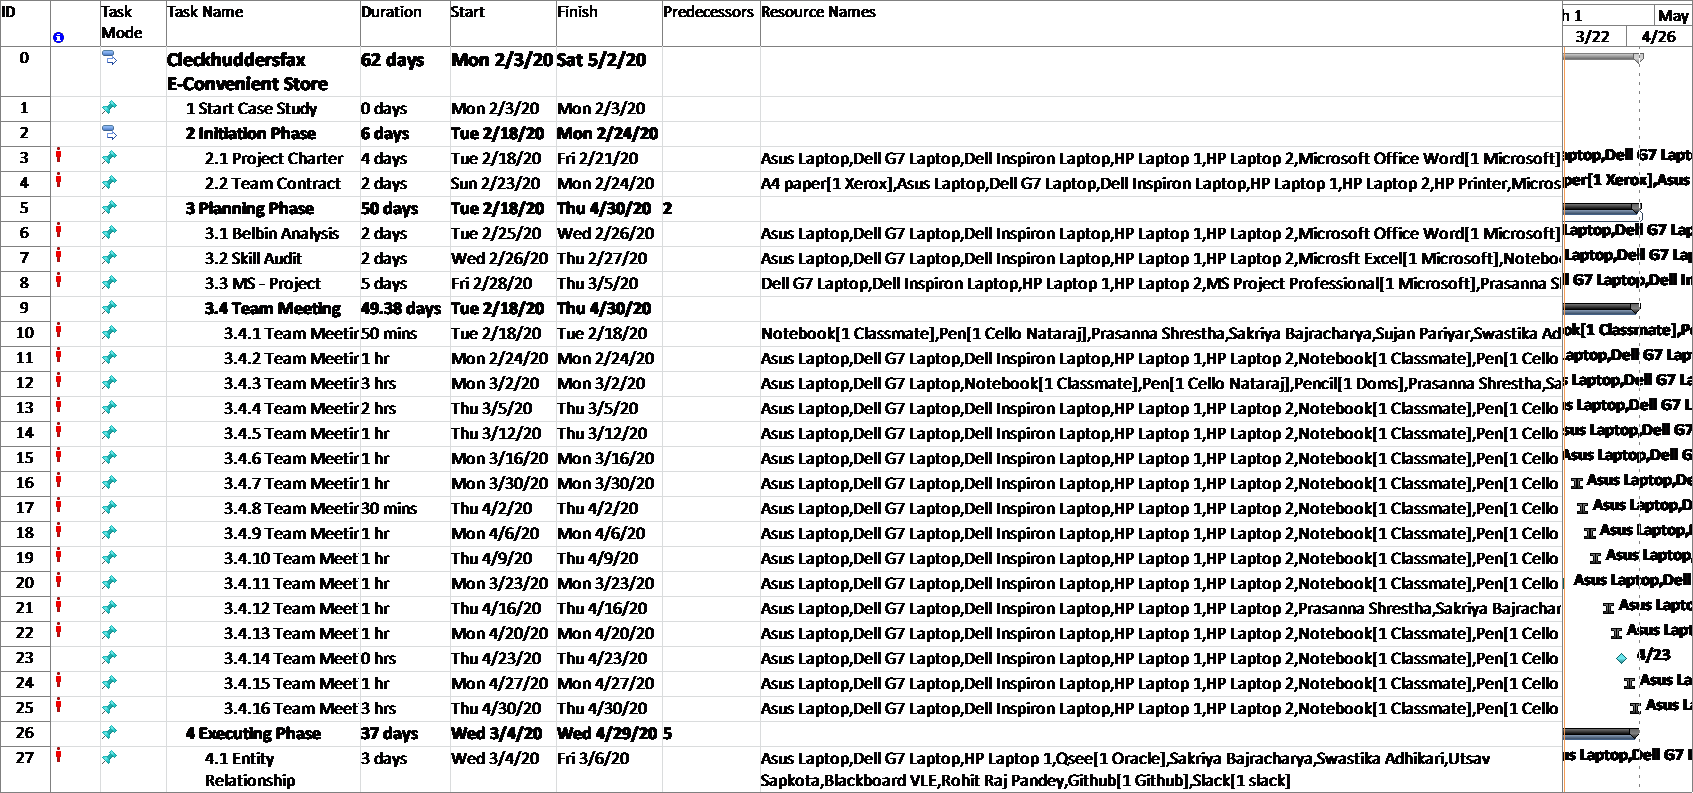 ID Task Mode Task Name Duration Start Finish Predecessors Resource Names h 1 May
3/22 4/26
0 Cleckhuddersfax E-Convenient Store 62 days Mon 2/3/20 Sat 5/2/20
1 1 Start Case Study 0 days Mon 2/3/20 Mon 2/3/20
2 2 Initiation Phase 6 days Tue 2/18/20 Mon 2/24/20
3 2.1 Project Charter 4 days Tue 2/18/20 Fri 2/21/20 Asus Laptop,Dell G7 Laptop,Dell Inspiron Laptop,HP Laptop 1,HP Laptop 2,Microsoft Office Word[1 Microsoft] aptop,Dell G7 Lapt
4 2.2 Team Contract 2 days Sun 2/23/20 Mon 2/24/20 A4 paper[1 Xerox],Asus Laptop,Dell G7 Laptop,Dell Inspiron Laptop,HP Laptop 1,HP Laptop 2,HP Printer,Micros per[1 Xerox],Asus
5 3 Planning Phase 50 days Tue 2/18/20 Thu 4/30/20 2
6 3.1 Belbin Analysis 2 days Tue 2/25/20 Wed 2/26/20 Asus Laptop,Dell G7 Laptop,Dell Inspiron Laptop,HP Laptop 1,HP Laptop 2,Microsoft Office Word[1 Microsoft] Laptop,Dell G7 Lap
7 3.2 Skill Audit 2 days Wed 2/26/20 Thu 2/27/20 Asus Laptop,Dell G7 Laptop,Dell Inspiron Laptop,HP Laptop 1,HP Laptop 2,Microsft Excel[1 Microsoft],Notebo Laptop,Dell G7 La
8 3.3 MS - Project 5 days Fri 2/28/20 Thu 3/5/20 Dell G7 Laptop,Dell Inspiron Laptop,HP Laptop 1,HP Laptop 2,MS Project Professional[1 Microsoft],Prasanna S l G7 Laptop,Dell In
9 3.4 Team Meeting 49.38 days Tue 2/18/20 Thu 4/30/20
10 3.4.1 Team Meetin 50 mins Tue 2/18/20 Tue 2/18/20 Notebook[1 Classmate],Pen[1 Cello Nataraj],Prasanna Shrestha,Sakriya Bajracharya,Sujan Pariyar,Swastika Ad ok[1 Classmate],P
11 3.4.2 Team Meetin 1 hr Mon 2/24/20 Mon 2/24/20 Asus Laptop,Dell G7 Laptop,Dell Inspiron Laptop,HP Laptop 1,HP Laptop 2,Notebook[1 Classmate],Pen[1 Cello aptop,Dell G7 Lap
12 3.4.3 Team Meetin 3 hrs Mon 3/2/20 Mon 3/2/20 Asus Laptop,Dell G7 Laptop,Notebook[1 Classmate],Pen[1 Cello Nataraj],Pencil[1 Doms],Prasanna Shrestha,Sa s Laptop,Dell G7 La
13 3.4.4 Team Meetin 2 hrs Thu 3/5/20 Thu 3/5/20 Asus Laptop,Dell G7 Laptop,Dell Inspiron Laptop,HP Laptop 1,HP Laptop 2,Notebook[1 Classmate],Pen[1 Cello s Laptop,Dell G7 L
14 3.4.5 Team Meetin 1 hr Thu 3/12/20 Thu 3/12/20 Asus Laptop,Dell G7 Laptop,Dell Inspiron Laptop,HP Laptop 1,HP Laptop 2,Notebook[1 Classmate],Pen[1 Cello sus Laptop,Dell G7
15 3.4.6 Team Meetin 1 hr Mon 3/16/20 Mon 3/16/20 Asus Laptop,Dell G7 Laptop,Dell Inspiron Laptop,HP Laptop 1,HP Laptop 2,Notebook[1 Classmate],Pen[1 Cello Asus Laptop,Dell G
16 3.4.7 Team Meetin 1 hr Mon 3/30/20 Mon 3/30/20 Asus Laptop,Dell G7 Laptop,Dell Inspiron Laptop,HP Laptop 1,HP Laptop 2,Notebook[1 Classmate],Pen[1 Cello Asus Laptop,De
17 3.4.8 Team Meetin 30 mins Thu 4/2/20 Thu 4/2/20 Asus Laptop,Dell G7 Laptop,Dell Inspiron Laptop,HP Laptop 1,HP Laptop 2,Notebook[1 Classmate],Pen[1 Cello Asus Laptop,D
18 3.4.9 Team Meetin 1 hr Mon 4/6/20 Mon 4/6/20 Asus Laptop,Dell G7 Laptop,Dell Inspiron Laptop,HP Laptop 1,HP Laptop 2,Notebook[1 Classmate],Pen[1 Cello Asus Laptop,
19 3.4.10 Team Meet 1 hr Thu 4/9/20 Thu 4/9/20 Asus Laptop,Dell G7 Laptop,Dell Inspiron Laptop,HP Laptop 1,HP Laptop 2,Notebook[1 Classmate],Pen[1 Cello Asus Laptop,
20 3.4.11 Team Meet 1 hr Mon 3/23/20 Mon 3/23/20 Asus Laptop,Dell G7 Laptop,Dell Inspiron Laptop,HP Laptop 1,HP Laptop 2,Notebook[1 Classmate],Pen[1 Cello Asus Laptop,Dell
21 3.4.12 Team Meet 1 hr Thu 4/16/20 Thu 4/16/20 Asus Laptop,Dell G7 Laptop,Dell Inspiron Laptop,HP Laptop 1,HP Laptop 2,Prasanna Shrestha,Sakriya Bajrachar Asus Lapto
22 3.4.13 Team Meet 1 hr Mon 4/20/20 Mon 4/20/20 Asus Laptop,Dell G7 Laptop,Dell Inspiron Laptop,HP Laptop 1,HP Laptop 2,Notebook[1 Classmate],Pen[1 Cello Asus Lapt
23 3.4.14 Team Meet 0 hrs Thu 4/23/20 Thu 4/23/20 Asus Laptop,Dell G7 Laptop,Dell Inspiron Laptop,HP Laptop 1,HP Laptop 2,Notebook[1 Classmate],Pen[1 Cello 4/23
24 3.4.15 Team Meet 1 hr Mon 4/27/20 Mon 4/27/20 Asus Laptop,Dell G7 Laptop,Dell Inspiron Laptop,HP Laptop 1,HP Laptop 2,Notebook[1 Classmate],Pen[1 Cello Asus La
25 3.4.16 Team Meet 3 hrs Thu 4/30/20 Thu 4/30/20 Asus Laptop,Dell G7 Laptop,Dell Inspiron Laptop,HP Laptop 1,HP Laptop 2,Notebook[1 Classmate],Pen[1 Cello Asus L
26 4 Executing Phase 37 days Wed 3/4/20 Wed 4/29/20 5
27 4.1 Entity Relationship 3 days Wed 3/4/20 Fri 3/6/20 Asus Laptop,Dell G7 Laptop,HP Laptop 1,Qsee[1 Oracle],Sakriya Bajracharya,Swastika Adhikari,Utsav us Laptop,Dell G7 l
Sapkota,Blackboard VLE,Rohit Raj Pandey,Github[1 Github],Slack[1 slack]